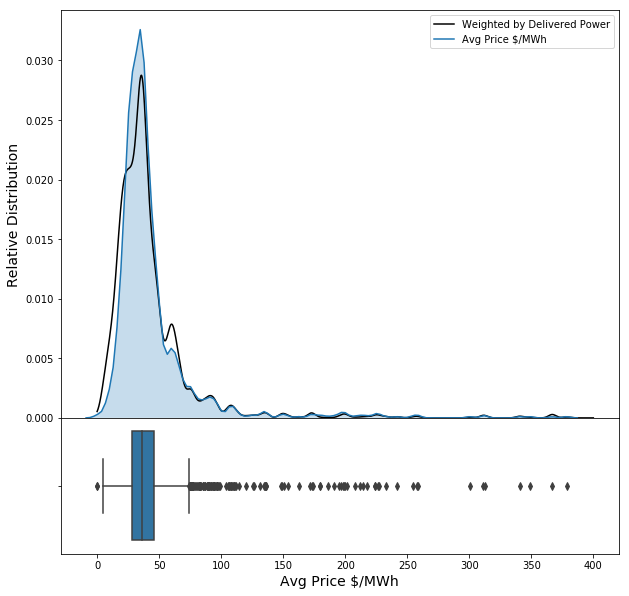 Weighted by Delivered Power
Avg Price $/MWh
0.030
0.025
0.020
0.015
0.010
0.005
0.000
Relative Distribution
0 50 100 150 200 250 300 350 400
Avg Price $/MWh